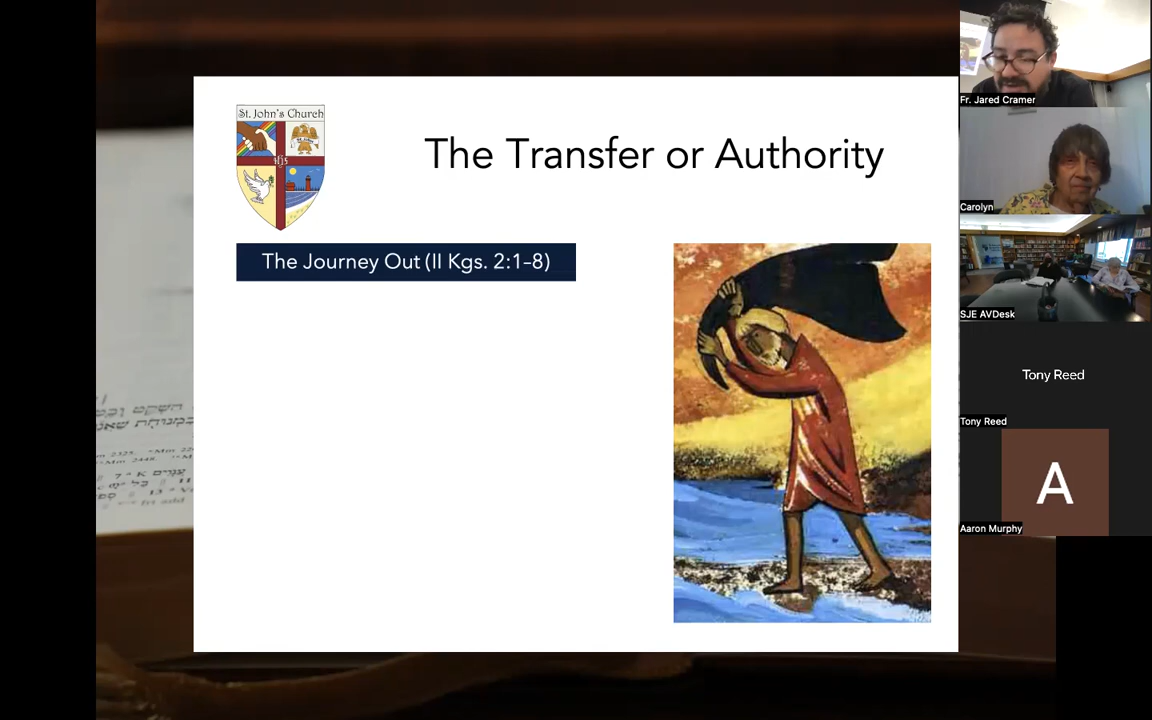 St. John's Church
The Transfer or Authority
The Journey Out (II Kgs. 2:1-8)
Fr. Jared Cramer
Carolyn
SJE AVDesk
Tony Reed
Tony Reed
A
Aaron Murphy